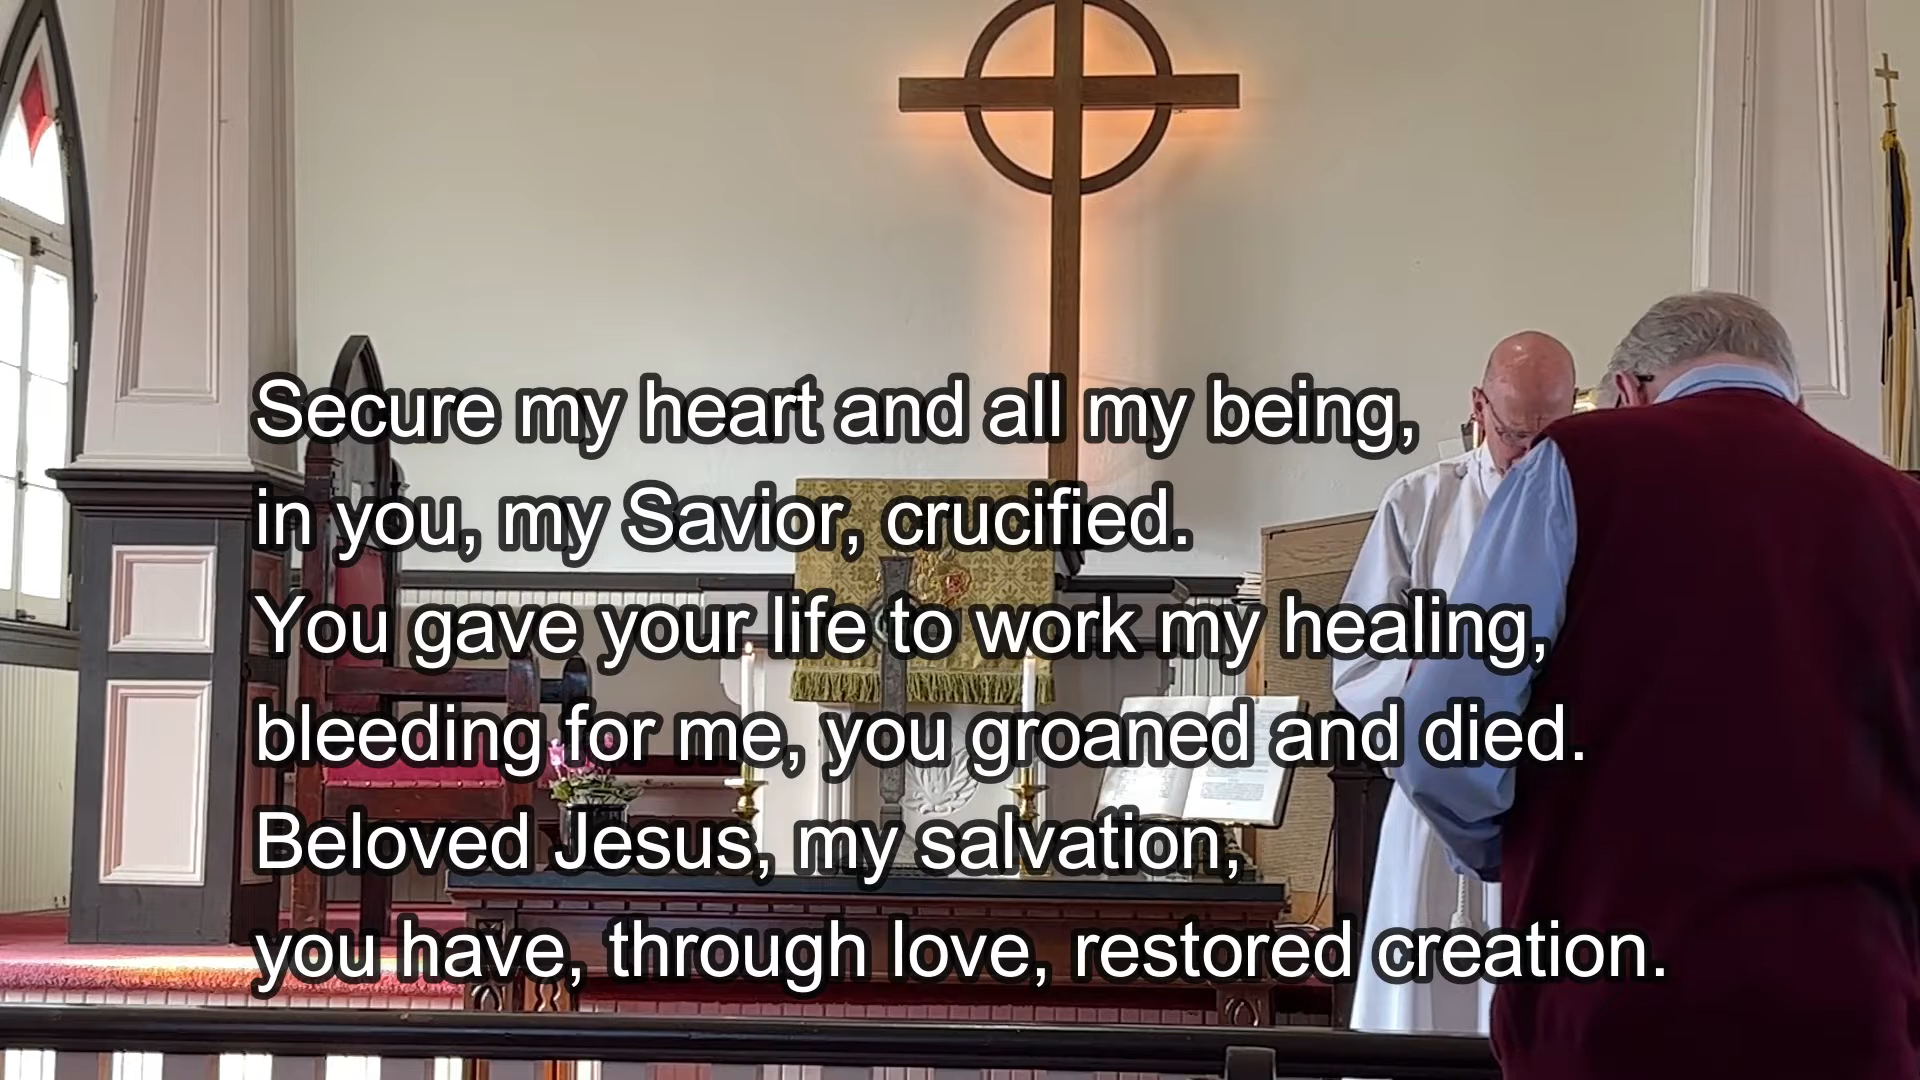 Secure my heart and all my being,
in you, my Savior, crucified.
You gave your life to work my healing,
bleeding for me, you groaned and died.
Beloved Jesus, my salvation,
you have, through love, restored creation.